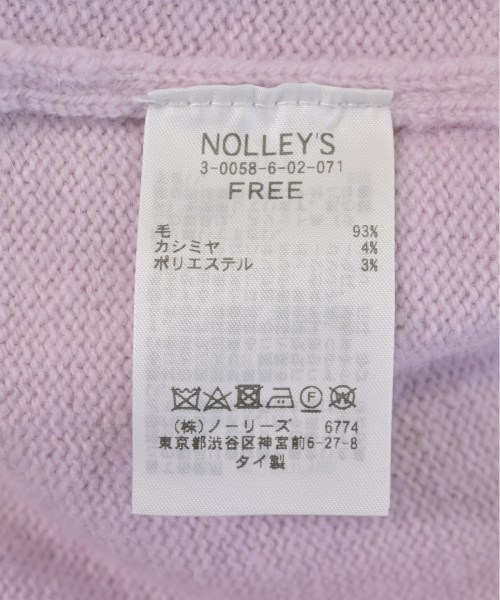 NOLLEY'S
3-0058-6-02-071
FREE
毛 93%
カシミヤ 4%
ポリエステル 3%
(株)ノーリーズ 6774
東京都渋谷区神宮前6-27-8
タイ製